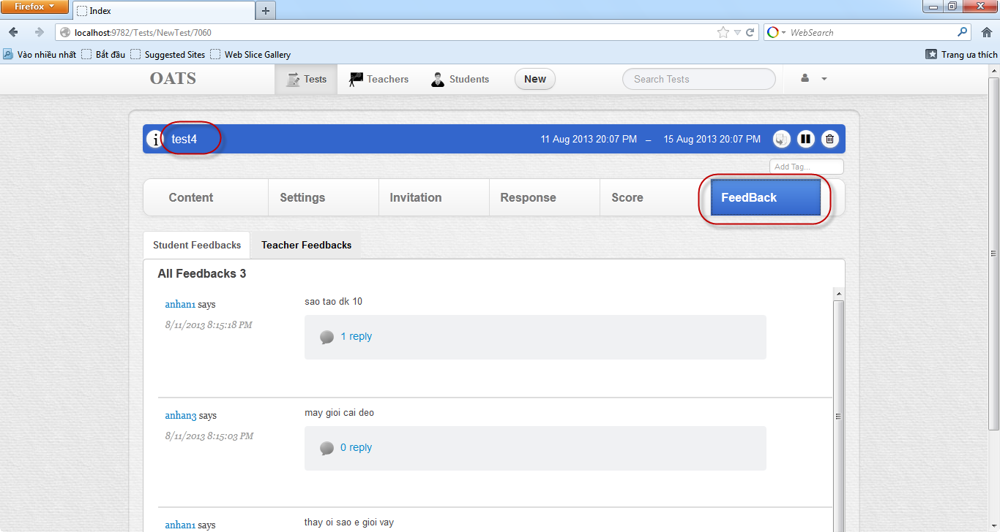 Firefox
Index
localhost:9782/Tests/NewTest/7060
WebSearch
Vào nhiều nhất Bắt đầu Suggested Sites Web Slice Gallery Trang ưa thích
OATS Tests Teachers Students New Search Tests
i test4 11 Aug 2013 20:07 PM – 15 Aug 2013 20:07 PM
Add Tag...
Content Settings Invitation Response Score FeedBack
Student Feedbacks Teacher Feedbacks
All Feedbacks 3
anhan1 says sao tao dk 10
8/11/2013 8:15:18 PM
1 reply
anhan3 says may gioi cai deo
8/11/2013 8:15:03 PM
0 reply
anhan1 says thay oi sao e gioi vay